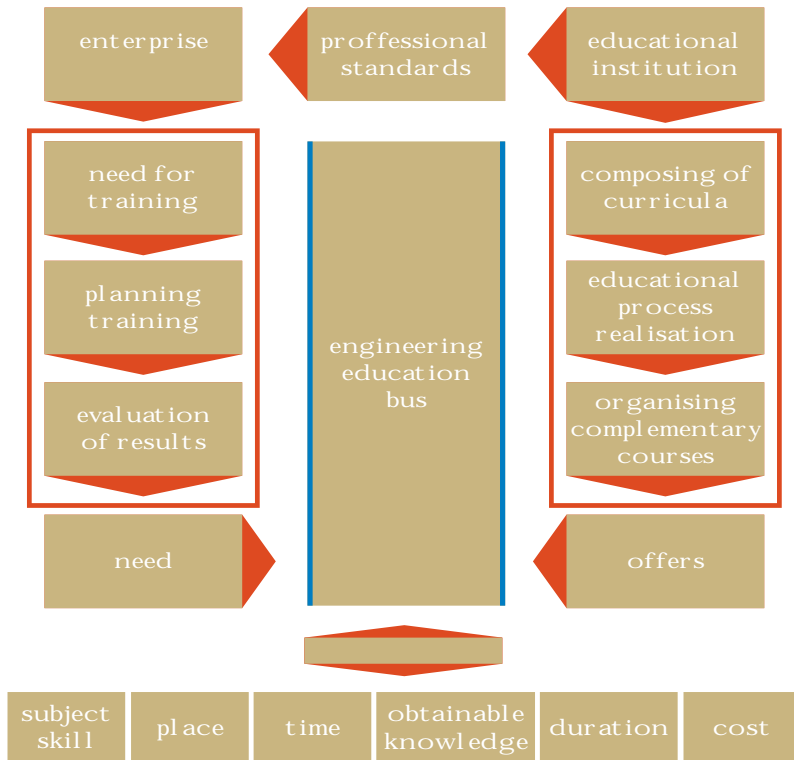 enterprise
proffessional
standards
educational
institution
need for
training
planning
training
evaluation
of results
need
engineering
education
bus
composing of
curricula
educational
process
realisation
organising
complementary
courses
offers
subject
skill
place
time
obtainable
knowledge
duration
cost